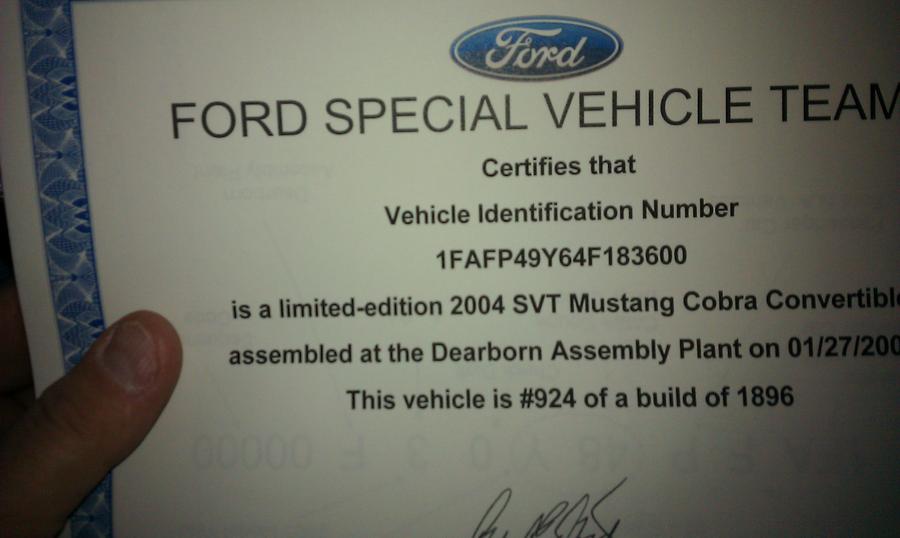 Ford
FORD SPECIAL VEHICLE TEAM
Certifies that
Vehicle Identification Number
1FAFP49Y64F183600
is a limited-edition 2004 SVT Mustang Cobra Convertible
assembled at the Dearborn Assembly Plant on 01/27/200
This vehicle is #924 of a build of 1896